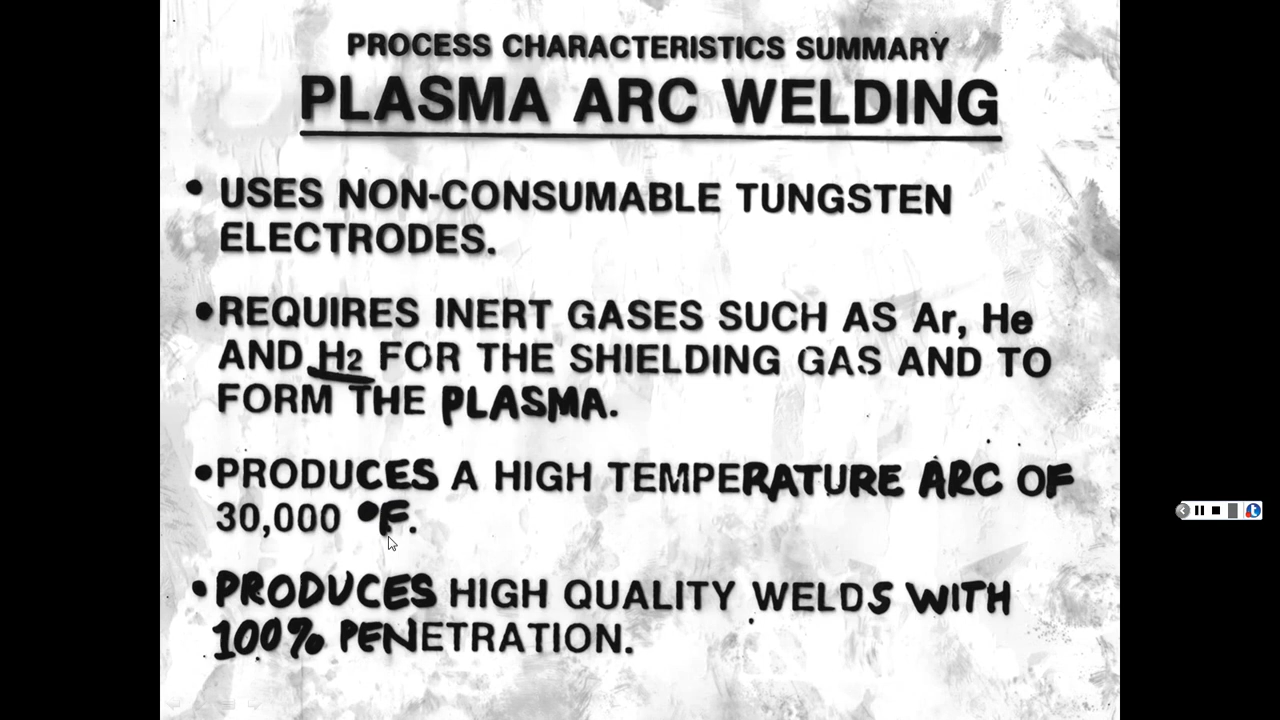 PROCESS CHARACTERISTICS SUMMARY
PLASMA ARC WELDING
• USES NON-CONSUMABLE TUNGSTEN
ELECTRODES.
• REQUIRES INERT GASES SUCH AS Ar, He
AND H2 FOR THE SHIELDING GAS AND TO
FORM THE PLASMA.
• PRODUCES A HIGH TEMPERATURE ARC OF
30,000 °F.
• PRODUCES HIGH QUALITY WELDS WITH
100% PENETRATION.